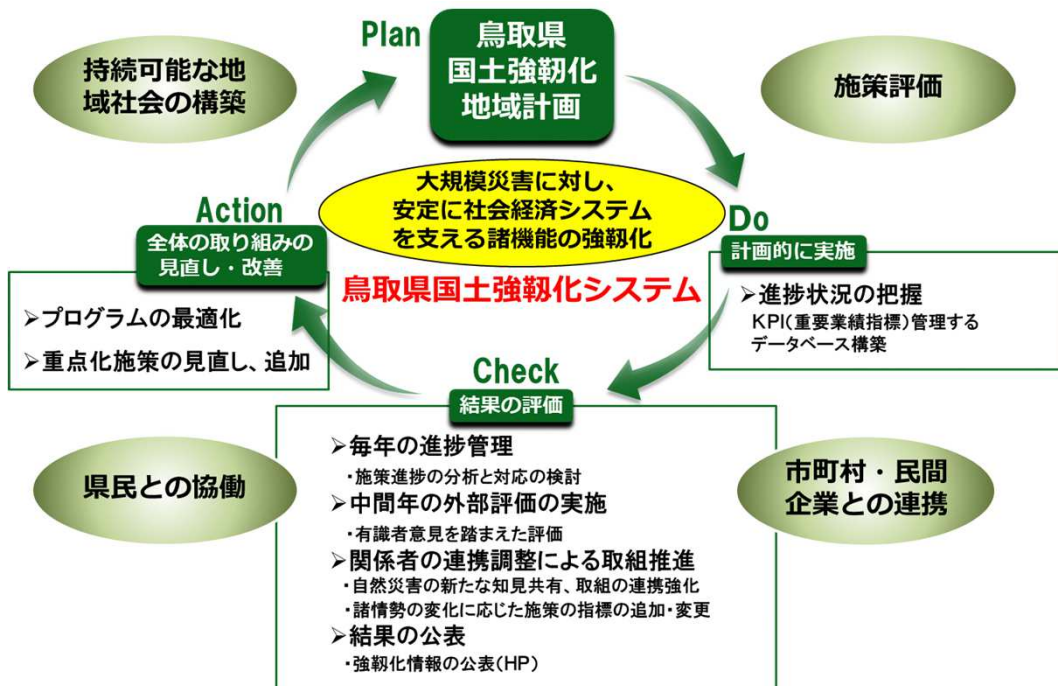 Plan
鳥取県
国土強靭化
地域計画
持続可能な地
域社会の構築
施策評価
大規模災害に対し、
安定に社会経済システム
を支える諸機能の強靭化
鳥取県国土強靱化システム
Action
全体の取り組みの
見直し・改善
➢プログラムの最適化
➢重点化施策の見直し、追加
Do
計画的に実施
➢進捗状況の把握
KPI(重要業績指標)管理する
データベース構築
Check
結果の評価
➢毎年の進捗管理
・施策進捗の分析と対応の検討
➢中間年の外部評価の実施
・有識者意見を踏まえた評価
➢関係者の連携調整による取組推進
・自然災害の新たな知見共有、取組の連携強化
・諸情勢の変化に応じた施策の指標の追加・変更
➢結果の公表
・強靭化情報の公表(HP)
県民との協働
市町村・民間
企業との連携